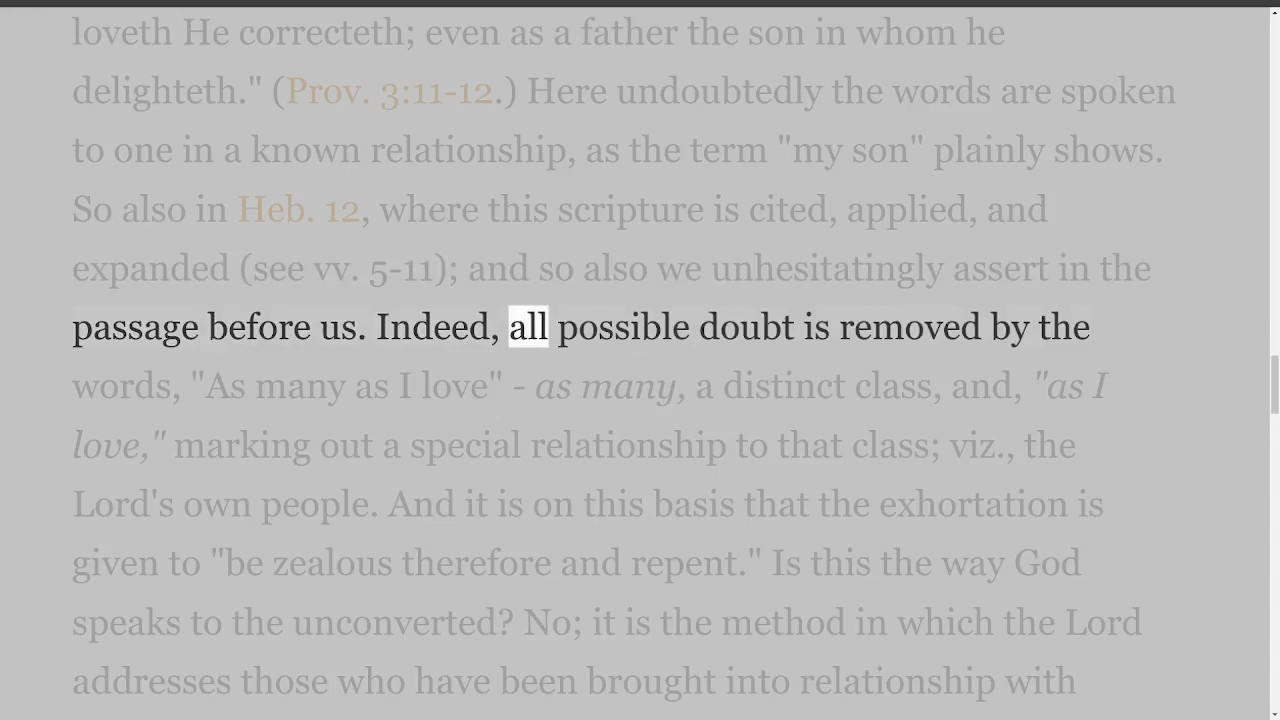 loveth He correcteth; even as a father the son in whom he
delighteth." (Prov. 3:11-12.) Here undoubtedly the words are spoken
to one in a known relationship, as the term "my son" plainly shows.
So also in Heb. 12, where this scripture is cited, applied, and
expanded (see vv. 5-11); and so also we unhesitatingly assert in the
passage before us. Indeed, all possible doubt is removed by the
words, "As many as I love" - as many, a distinct class, and, "as I
love," marking out a special relationship to that class; viz., the
Lord's own people. And it is on this basis that the exhortation is
given to "be zealous therefore and repent." Is this the way God
speaks to the unconverted? No; it is the method in which the Lord
addresses those who have been brought into relationship with